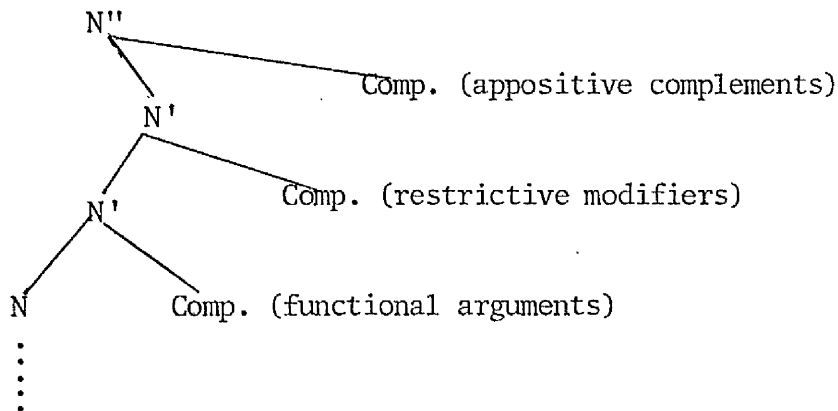 N"
Comp. (appositive complements)
N'
Comp. (restrictive modifiers)
N'
N
Comp. (functional arguments)